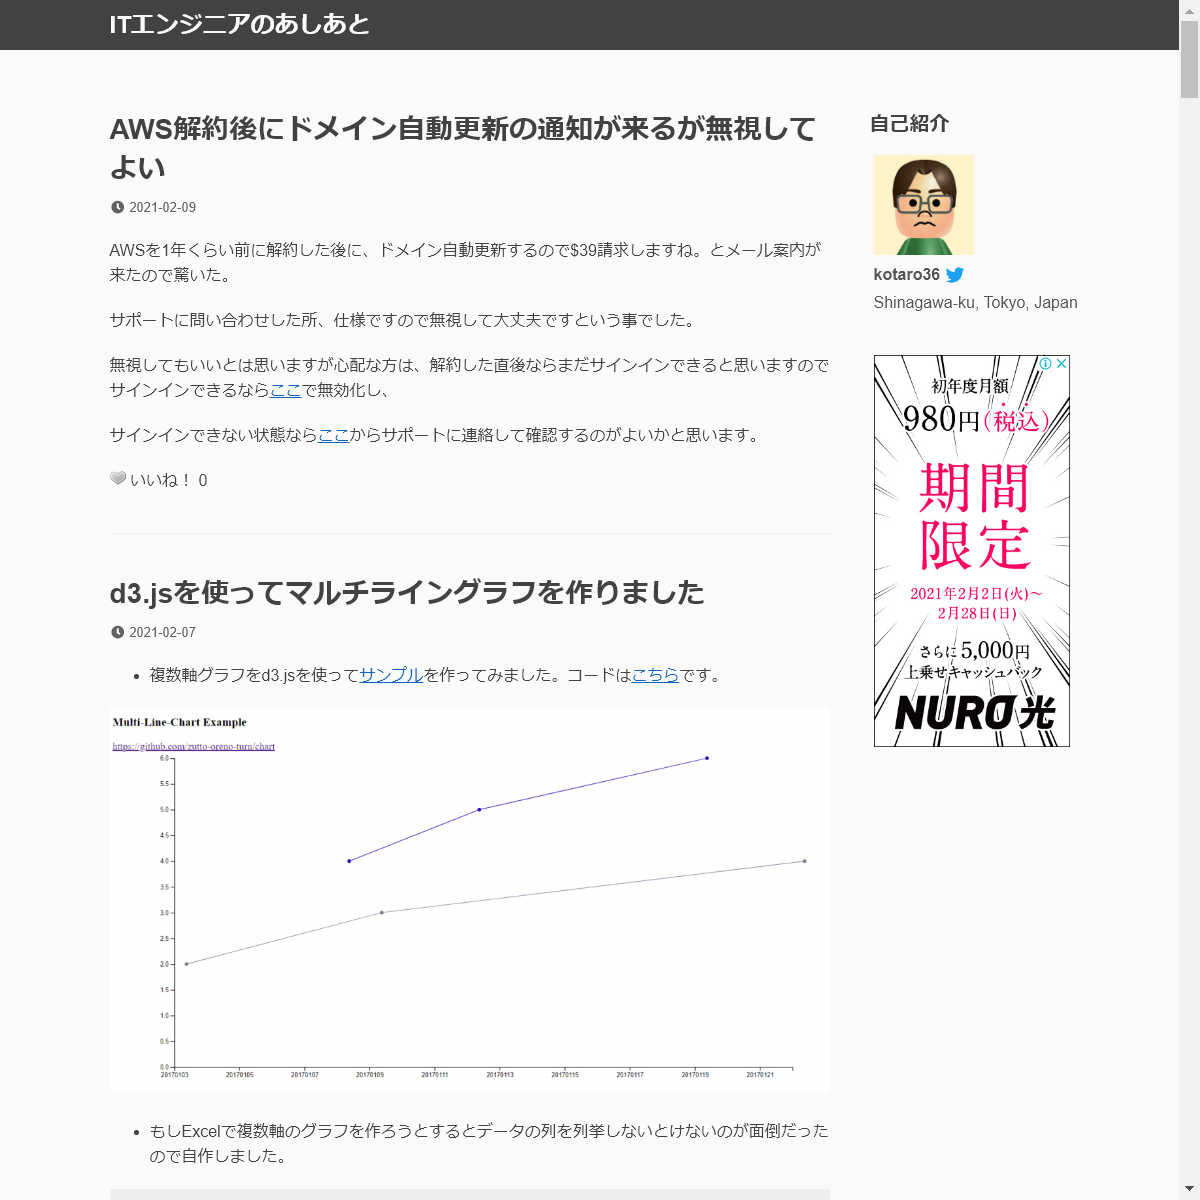 ITエンジニアのあしあと
AWS解約後にドメイン自動更新の通知が来るが無視して
よい
2021-02-09
AWSを1年くらい前に解約した後に、ドメイン自動更新するので$39請求しますね。とメール案内が
来たので驚いた。
サポートに問い合わせした所、仕様ですので無視して大丈夫ですという事でした。
無視してもいいとは思いますが心配な方は、解約した直後ならまだサインインできると思いますので
サインインできるならここで無効化し、
サインインできない状態ならここからサポートに連絡して確認するのがよいかと思います。
いいね！ 0
d3.jsを使ってマルチライングラフを作りました
2021-02-07
複数軸グラフをd3.jsを使ってサンプルを作ってみました。コードはこちらです。
Multi-Line-Chart Example
https://github.com/zutto-oreno-turn/chart
6.0
5.5
5.0
4.5
4.0
3.5
3.0
2.5
2.0
1.5
1.0
0.5
0.0
20170103 20170105 20170107 20170109 20170111 20170113 20170115 20170117 20170119 20170121
もしExcelで複数軸のグラフを作ろうとするとデータの列を列挙しないとけないのが面倒だった
ので自作しました。
自己紹介
kotaro36
Shinagawa-ku, Tokyo, Japan
初年度月額
980円(税込)
期間
限定
2021年2月2日(火)～
2月28日(日)
さらに5,000円
上乗せキャッシュバック
NURO光